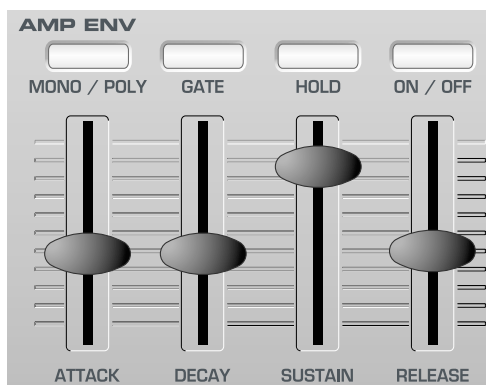 AMP ENV
MONO / POLY GATE HOLD ON / OFF
ATTACK DECAY SUSTAIN RELEASE